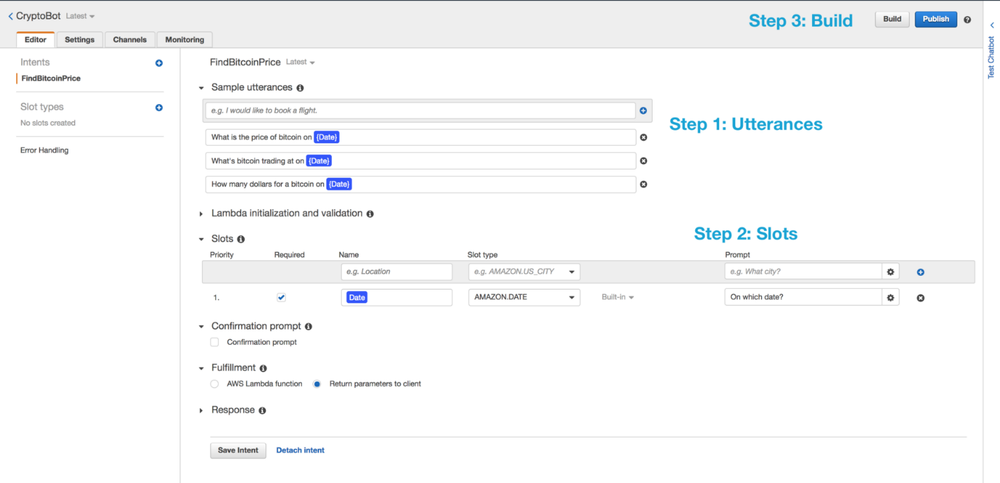 CryptoBot Latest
Step 3: Build
Build
Publish
Editor
Settings
Channels
Monitoring
Test Chatbot
Intents
FindBitcoinPrice
Slot types
No slots created
Error Handling
FindBitcoinPrice Latest
Sample utterances
e.g. I would like to book a flight.
Step 1: Utterances
What is the price of bitcoin on {Date}
What's bitcoin trading at on {Date}
How many dollars for a bitcoin on {Date}
Lambda initialization and validation
Step 2: Slots
Slots
Priority Required Name Slot type Prompt
e.g. Location e.g. AMAZON.US_CITY e.g. What city?
1. Date AMAZON.DATE Built-in On which date?
Confirmation prompt
Confirmation prompt
Fulfillment
AWS Lambda function Return parameters to client
Response
Save Intent Detach intent